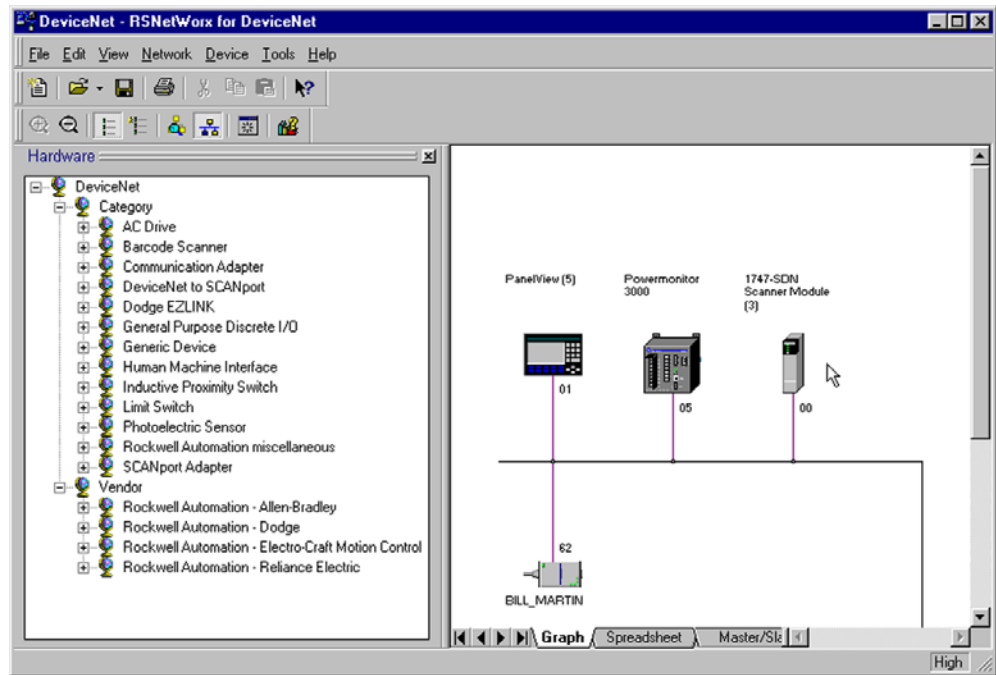 DeviceNet - RSNetWorx for DeviceNet
File Edit View Network Device Tools Help
Hardware
DeviceNet
Category
AC Drive
Barcode Scanner
Communication Adapter
DeviceNet to SCANport
Dodge EZLINK
General Purpose Discrete I/O
Generic Device
Human Machine Interface
Inductive Proximity Switch
Limit Switch
Photoelectric Sensor
Rockwell Automation miscellaneous
SCANport Adapter
Vendor
Rockwell Automation - Allen-Bradley
Rockwell Automation - Dodge
Rockwell Automation - Electro-Craft Motion Control
Rockwell Automation - Reliance Electric
PanelView (5)
Powermonitor
3000
1747-SDN
Scanner Module
(3)
01
05
00
62
BILL_MARTIN
Graph Spreadsheet Master/Sla
High